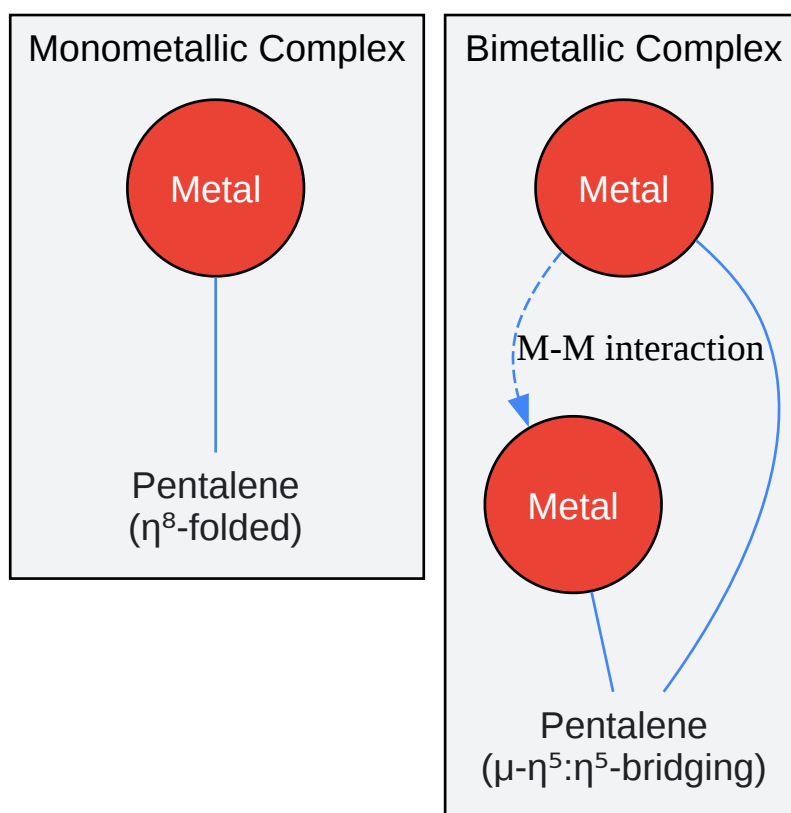 Monometallic Complex
Metal
Pentalene
(η⁸-folded)
Bimetallic Complex
Metal
M-M interaction
Metal
Pentalene
(μ-η⁵:η⁵-bridging)